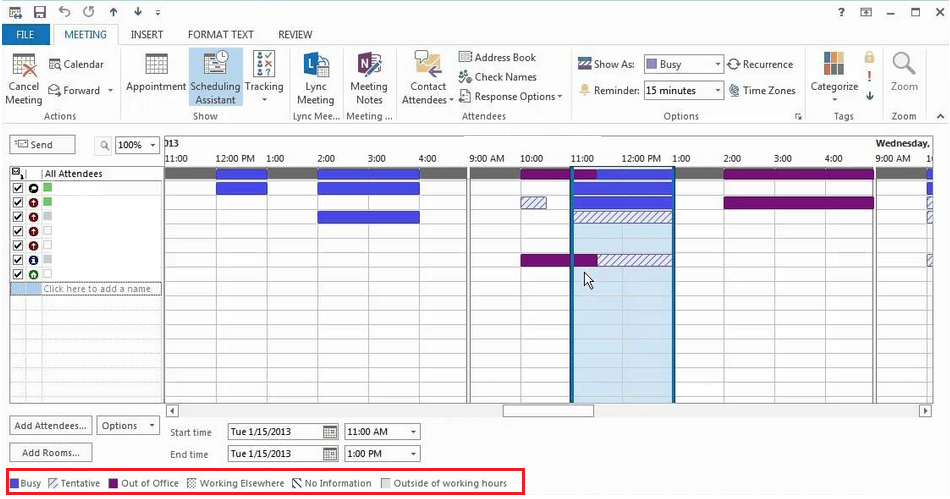 FILE MEETING INSERT FORMAT TEXT REVIEW
Cancel Meeting
Calendar
Forward
Actions
Appointment
Scheduling Assistant
Tracking
Show
Lync Meeting
Lync Mee...
Meeting Notes
Meeting ...
Contact Attendees
Address Book
Check Names
Response Options
Attendees
Show As: Busy
Reminder: 15 minutes
Recurrence
Time Zones
Options
Categorize
Tags
Zoom
Zoom
Send 100%
013 Wednesday,
11:00 12:00 PM 1:00 2:00 3:00 4:00 9:00 AM 10:00 11:00 12:00 PM 1:00 2:00 3:00 4:00 9:00 AM 10
All Attendees
Click here to add a name
Add Attendees... Options
Start time Tue 1/15/2013 11:00 AM
Add Rooms...
End time Tue 1/15/2013 1:00 PM
Busy Tentative Out of Office Working Elsewhere No Information Outside of working hours